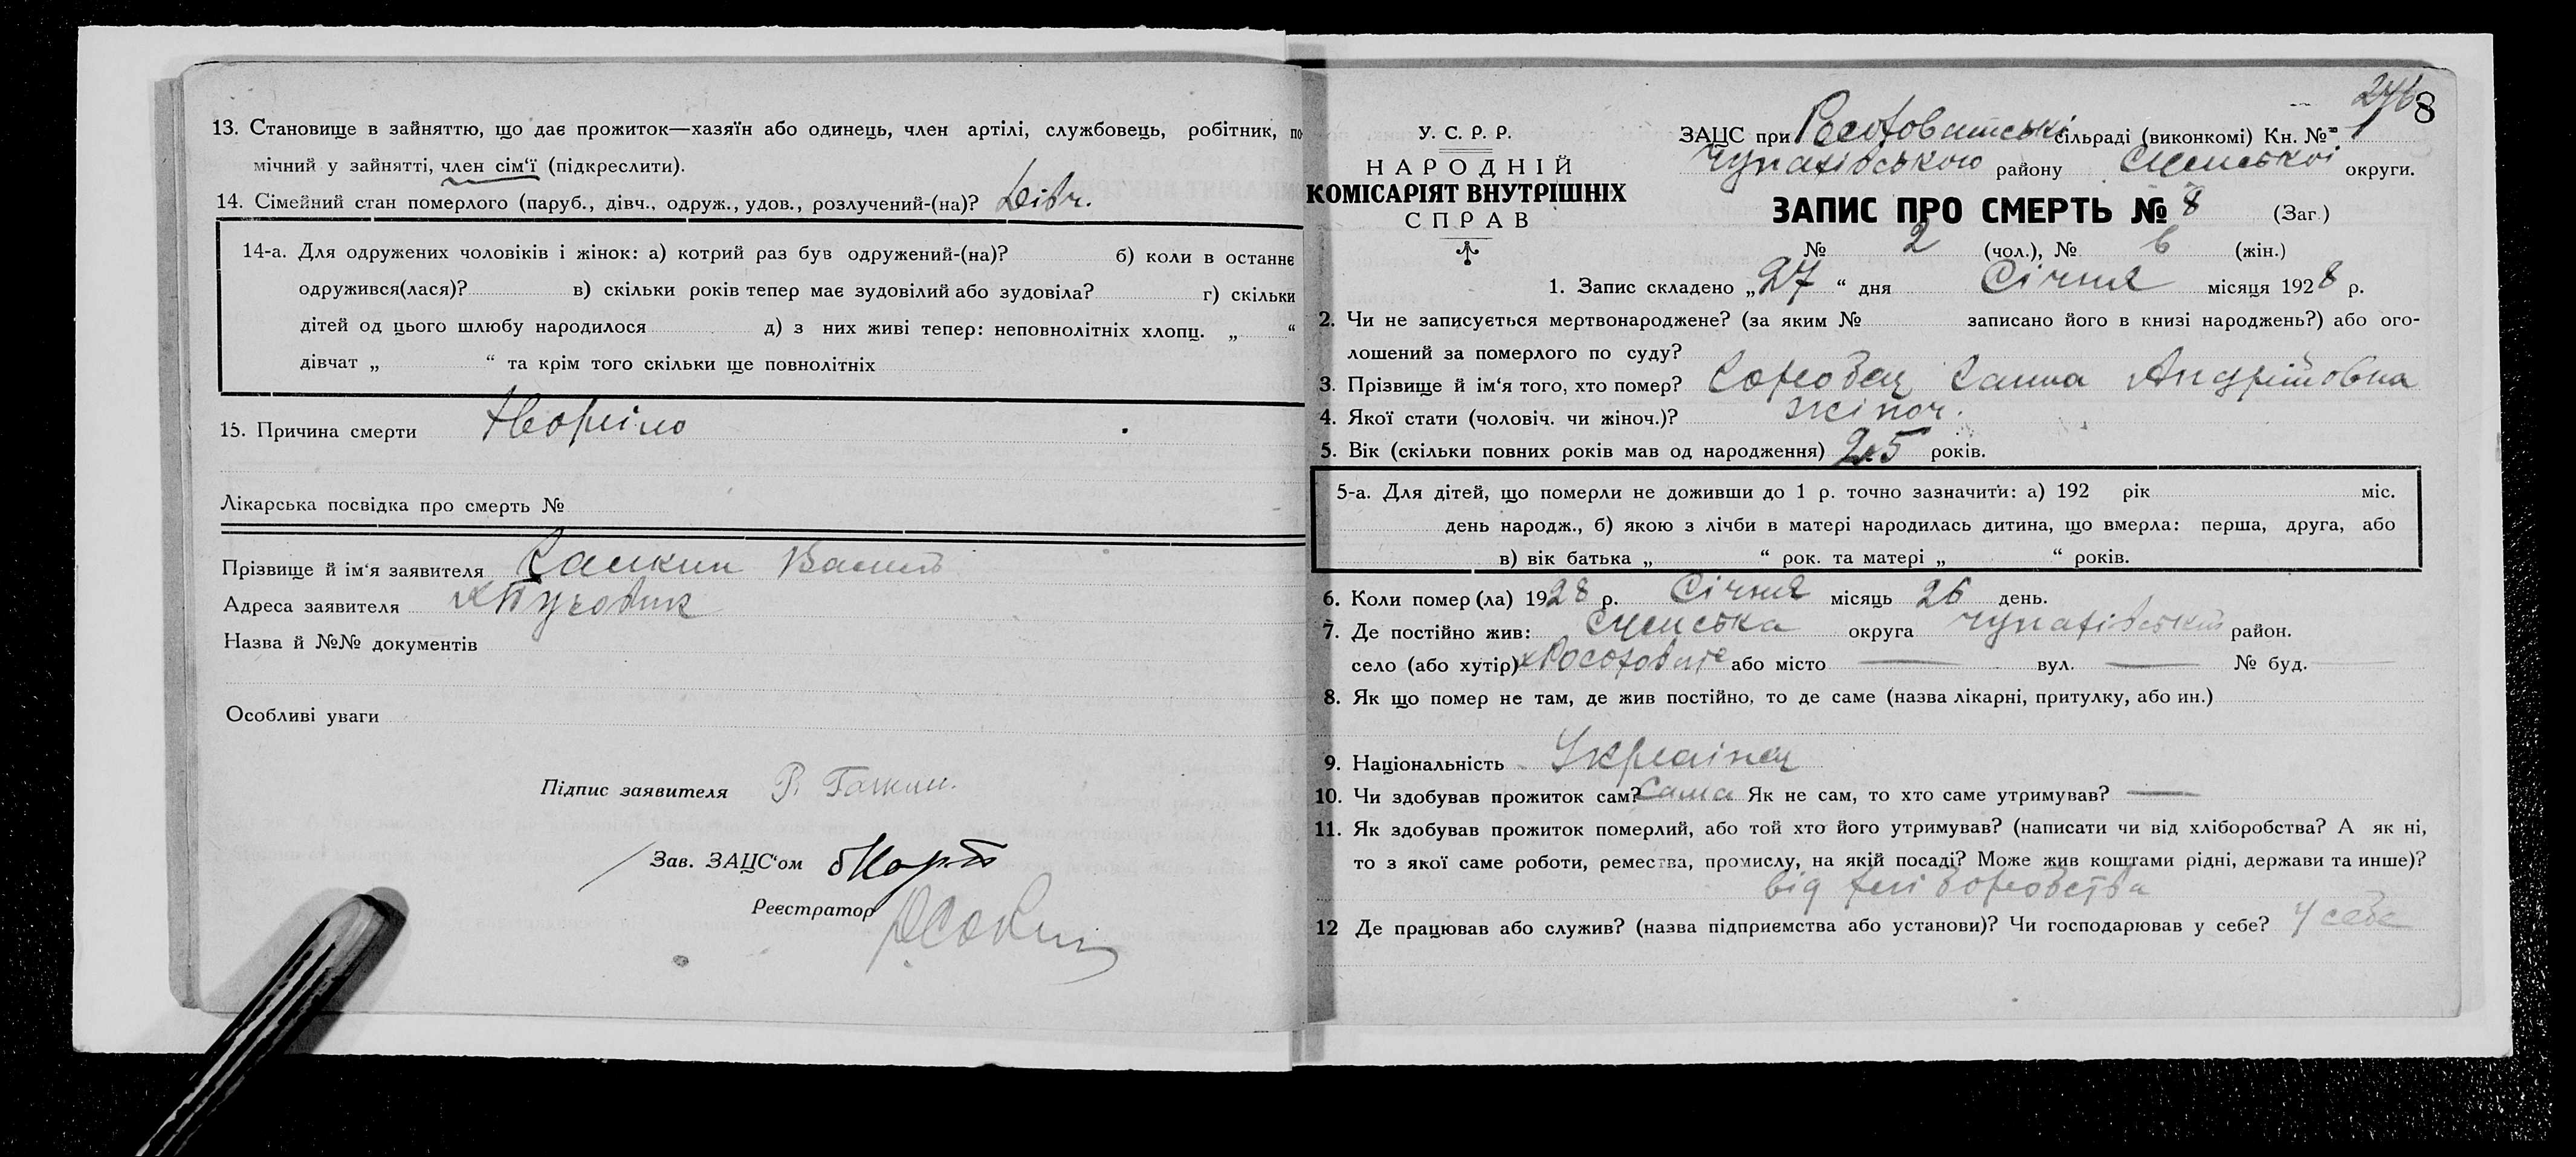 13. Становище в зайняттю, що дає прожиток—хазяїн або одинець, член артілі, службовець, робітник, по
мічний у зайнятті, член сім‘ї (підкреслити).
14. Сімейний стан померлого (паруб., дівч., одруж., удов., розлучений-(на)? Дівч.
14-а. Для одружених чоловіків і жінок: а) котрий раз був одружений-(на)? б) коли в останнє
одружився(лася)? в) скільки років тепер має зудовілий або зудовіла? г) скільки
дітей од цього шлюбу народилося д) з них живі тепер: неповнолітніх хлопц. „ “
дівчат „ “ та крім того скільки ще повнолітніх
15. Причина смерти
Лікарська посвідка про смерть №
Прізвище й ім‘я заявителя
Адреса заявителя
Назва й №№ документів
Особливі уваги
Підпис заявителя
Зав. ЗАЦС‘ом
Реєстратор
246
8
У. С. Р. Р.
НАРОДНІЙ
КОМІСАРІЯТ ВНУТРІШНІХ
СПРАВ
ЗАЦС при сільраді (виконкомі) Кн. № 1
Чупахівського району Сумської округи.
ЗАПИС ПРО СМЕРТЬ № 8 (Заг.)
№ 2 (чол.), № 6 (жін.)
1. Запис складено „27“ дня Січня місяця 1928 р.
2. Чи не записується мертвонароджене? (за яким № записано його в книзі народжень?) або ого-
лошений за померлого по суду?
3. Прізвище й ім‘я того, хто помер? Ганна Андрійовна
4. Якої стати (чоловіч. чи жіноч.)? жіноч.
5. Вік (скільки повних років мав од народження) 25 років.
5-а. Для дітей, що померли не доживши до 1 р. точно зазначити: а) 192 рік міс.
день народж., б) якою з лічби в матері народилась дитина, що вмерла: перша, друга, або
в) вік батька „ “ рок. та матері „ “ років.
6. Коли помер(ла) 1928 р. Січня місяць 26 день.
7. Де постійно жив: Сумська округа Чупахівський район.
село (або хутір) або місто — вул. — № буд. —
8. Як що помер не там, де жив постійно, то де саме (назва лікарні, притулку, або ин.)
9. Національність Українец
10. Чи здобував прожиток сам? Сама Як не сам, то хто саме утримував? —
11. Як здобував прожиток померлий, або той хто його утримував? (написати чи від хліборобства? А як ні,
то з якої саме роботи, ремества, промислу, на якій посаді? Може жив коштами рідні, держави та инше)?
від хліборобства
12 Де працював або служив? (назва підприємства або установи)? Чи господарював у себе? У себе